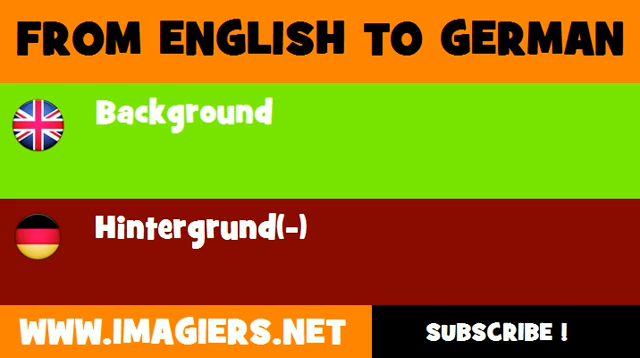 FROM ENGLISH TO GERMAN
Background
Hintergrund(-)
WWW.IMAGIERS.NET
SUBSCRIBE !